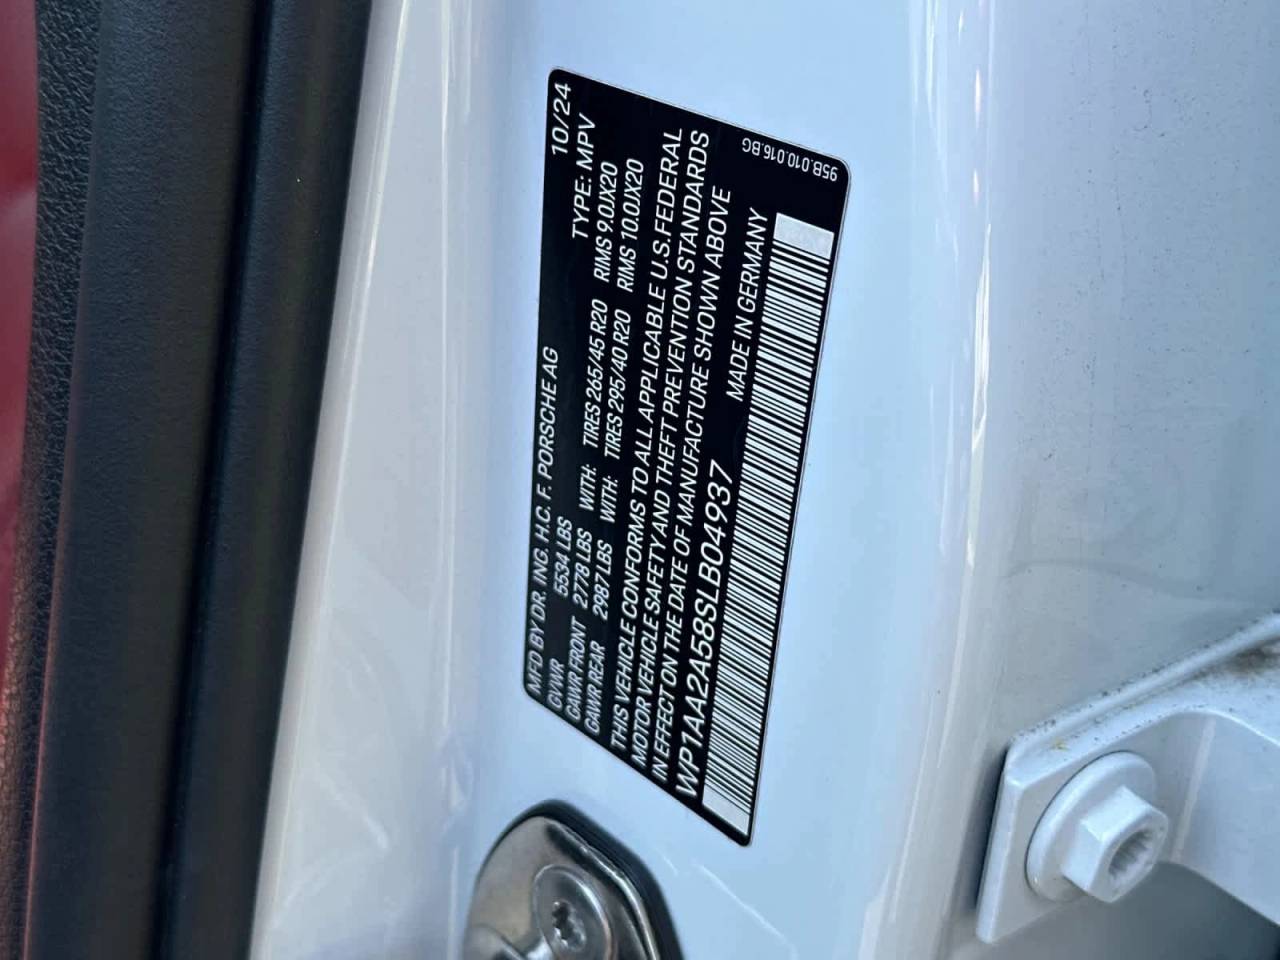 MFD BY DR. ING. H.C. F. PORSCHE AG 10/24
GVWR 5534 LBS TYPE: MPV
GAWR FRONT 2778 LBS WITH: TIRES 265/45 R20 RIMS 9.0JX20
GAWR REAR 2987 LBS WITH: TIRES 295/40 R20 RIMS 10.0JX20
THIS VEHICLE CONFORMS TO ALL APPLICABLE U.S.FEDERAL
MOTOR VEHICLE SAFETY AND THEFT PREVENTION STANDARDS
IN EFFECT ON THE DATE OF MANUFACTURE SHOWN ABOVE
WP1AA2A58SLB04937 MADE IN GERMANY
95B.010.016.BG